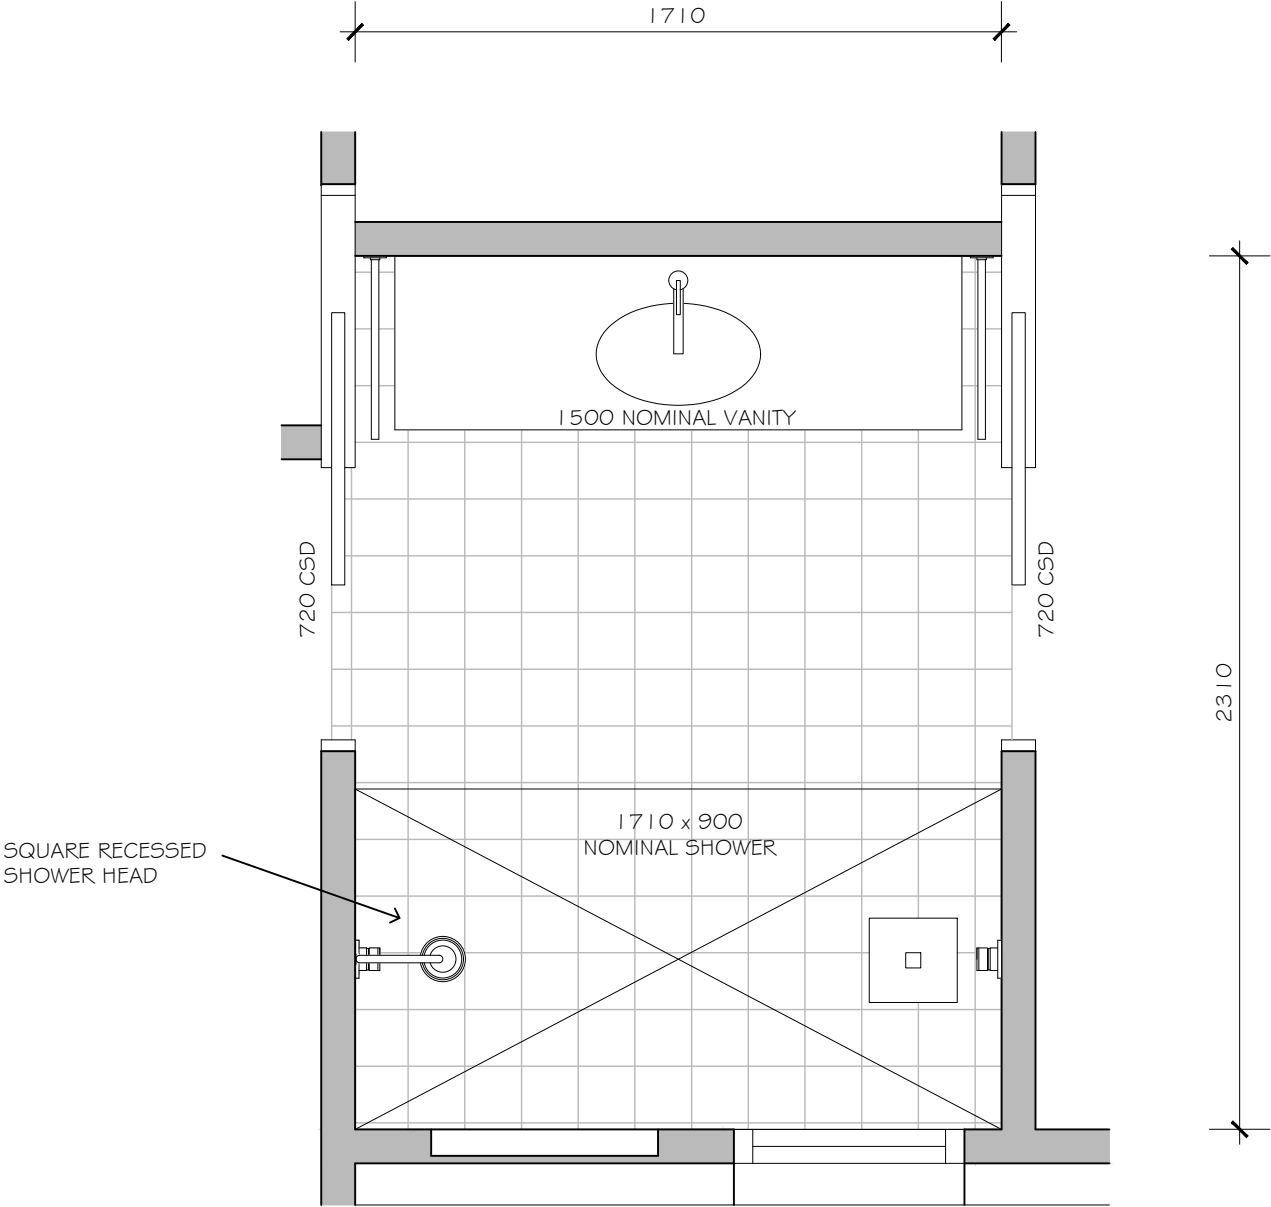 1710
1500 NOMINAL VANITY
720 CSD
720 CSD
2310
1710 x 900
NOMINAL SHOWER
SQUARE RECESSED
SHOWER HEAD